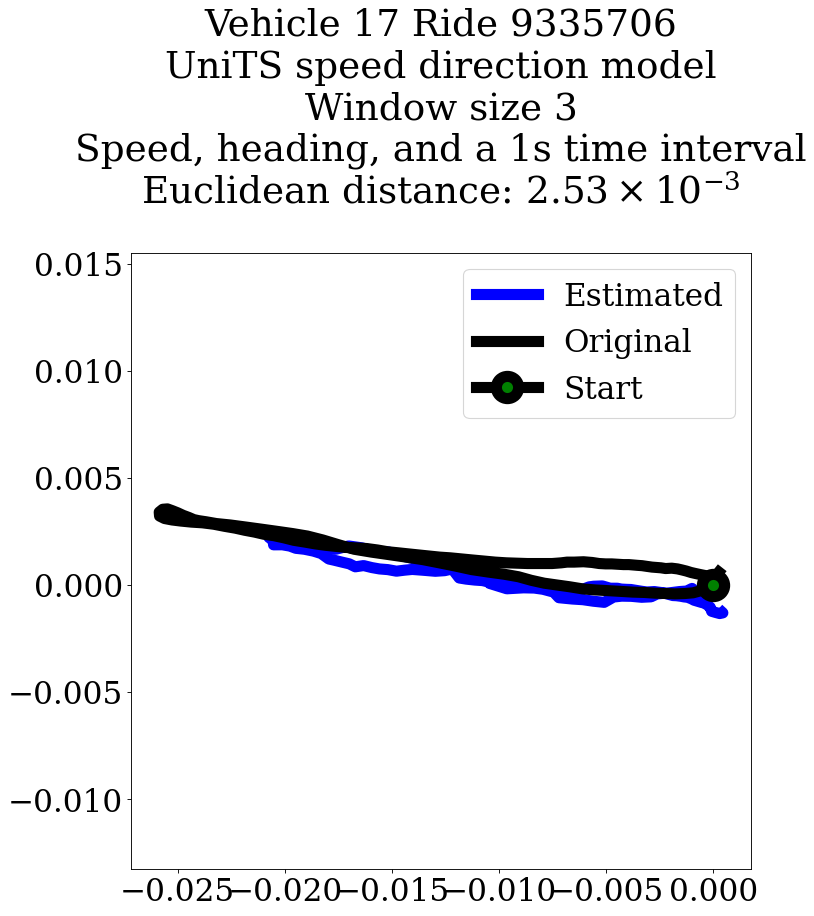 Vehicle 17 Ride 9335706
UniTS speed direction model
Window size 3
Speed, heading, and a 1s time interval
Euclidean distance: 2.53 × 10⁻³
Estimated
Original
Start
0.015
0.010
0.005
0.000
−0.005
−0.010
−0.025 −0.020 −0.015 −0.010 −0.005 0.000